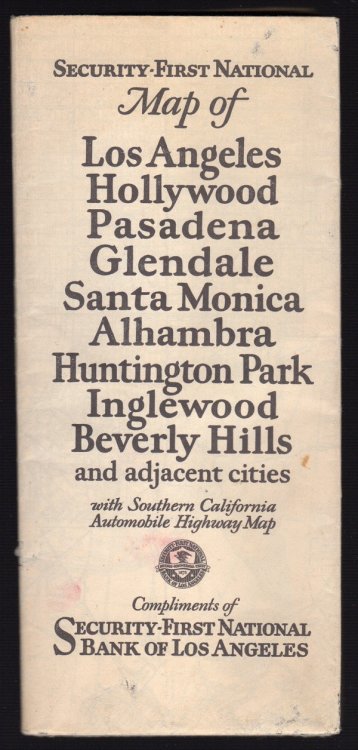 SECURITY-FIRST NATIONAL
Map of
Los Angeles
Hollywood
Pasadena
Glendale
Santa Monica
Alhambra
Huntington Park
Inglewood
Beverly Hills
and adjacent cities
with Southern California
Automobile Highway Map
Compliments of
SECURITY-FIRST NATIONAL
BANK OF LOS ANGELES